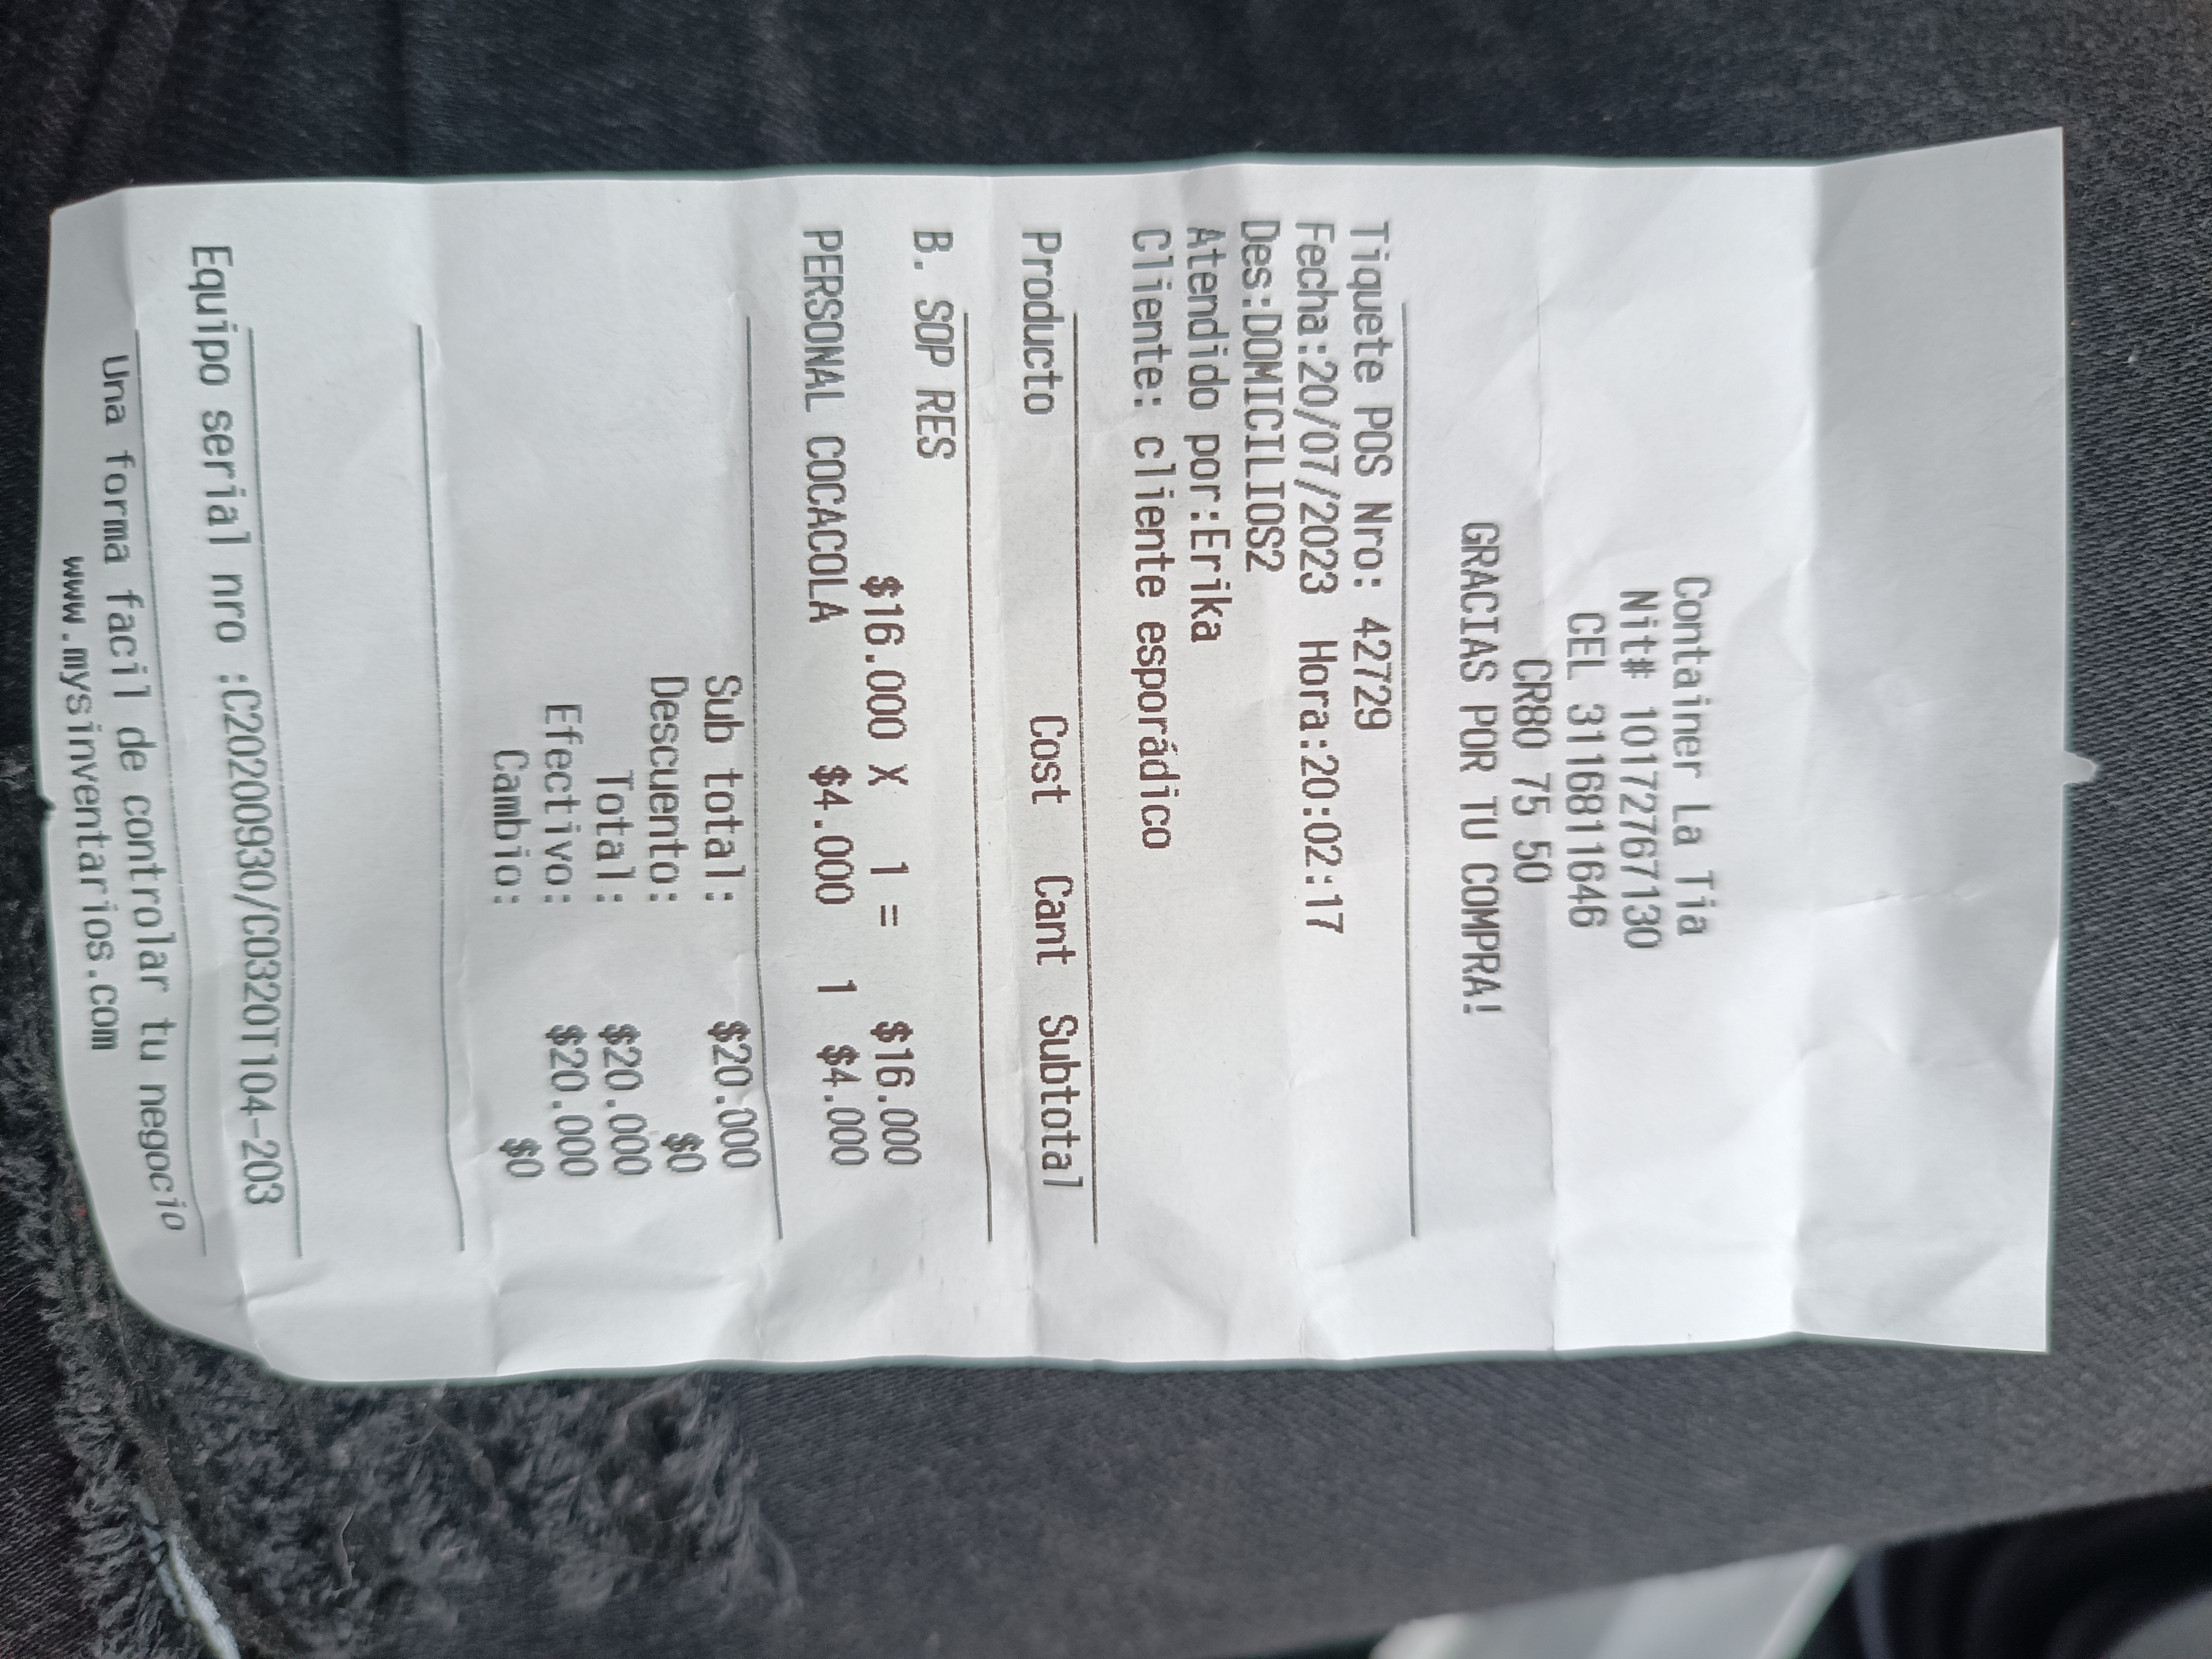 Container La Tia
Nit# 1017276713O
CEL 3116811646
CR80 75 50
GRACIAS POR TU COMPRA!
Tiquete POS Nro: 42729
Fecha:20/07/2023 Hora:20:02:17
Des:DOMICILIOS2
Atendido por:Erika
Cliente: cliente esporádico
Producto Cost Cant Subtotal
B. SOP RES
$16.000 X 1 = $16.000
PERSONAL COCACOLA $4.000 1 $4.000
Sub total: $20.000
Descuento: $0
Total: $20.000
Efectivo: $20.000
Cambio: $0
Equipo serial nro :C20200930/C0320T1104-203
Una forma facil de controlar tu negocio
www.mysinventarios.com